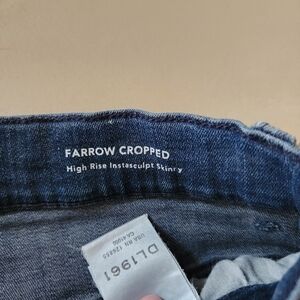 FARROW CROPPED
High Rise Instasculpt Skinny
DL1961